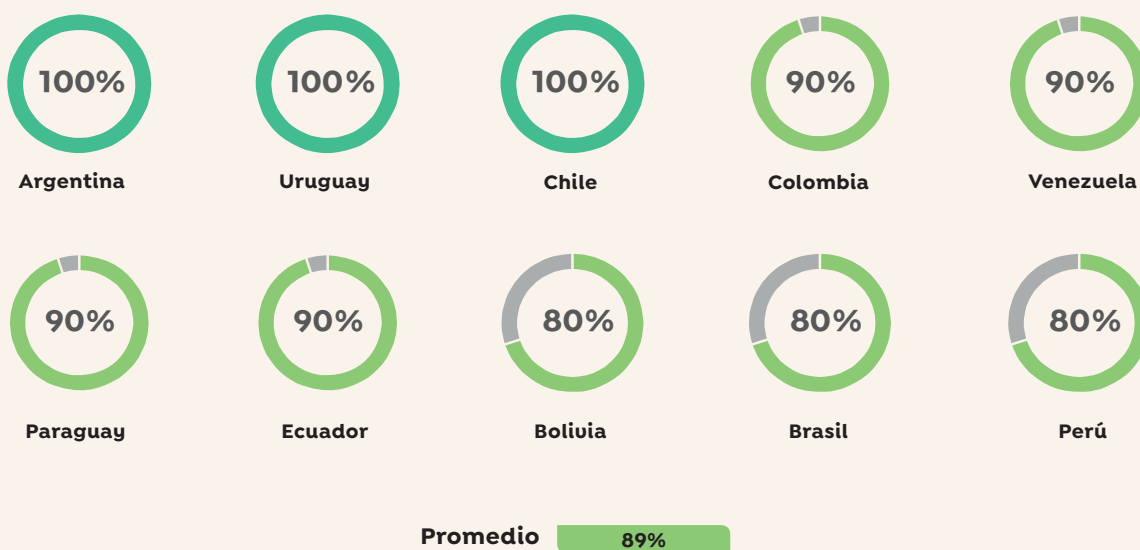 100% 100% 100% 90% 90%
Argentina Uruguay Chile Colombia Venezuela
90% 90% 80% 80% 80%
Paraguay Ecuador Bolivia Brasil Perú
Promedio 89%